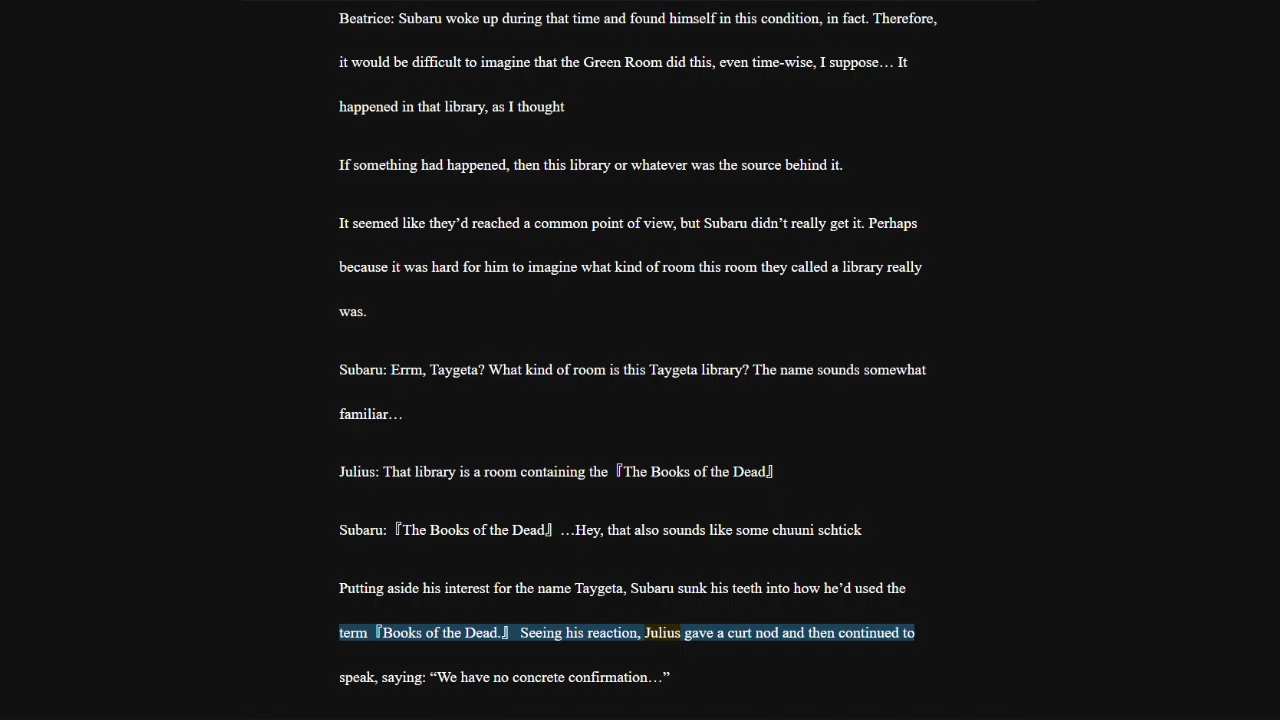 Beatrice: Subaru woke up during that time and found himself in this condition, in fact. Therefore,
it would be difficult to imagine that the Green Room did this, even time-wise, I suppose… It
happened in that library, as I thought
If something had happened, then this library or whatever was the source behind it.
It seemed like they’d reached a common point of view, but Subaru didn’t really get it. Perhaps
because it was hard for him to imagine what kind of room this room they called a library really
was.
Subaru: Errm, Taygeta? What kind of room is this Taygeta library? The name sounds somewhat
familiar…
Julius: That library is a room containing the『The Books of the Dead』
Subaru:『The Books of the Dead』…Hey, that also sounds like some chuuni schtick
Putting aside his interest for the name Taygeta, Subaru sunk his teeth into how he’d used the
term『Books of the Dead.』 Seeing his reaction, Julius gave a curt nod and then continued to
speak, saying: “We have no concrete confirmation…”